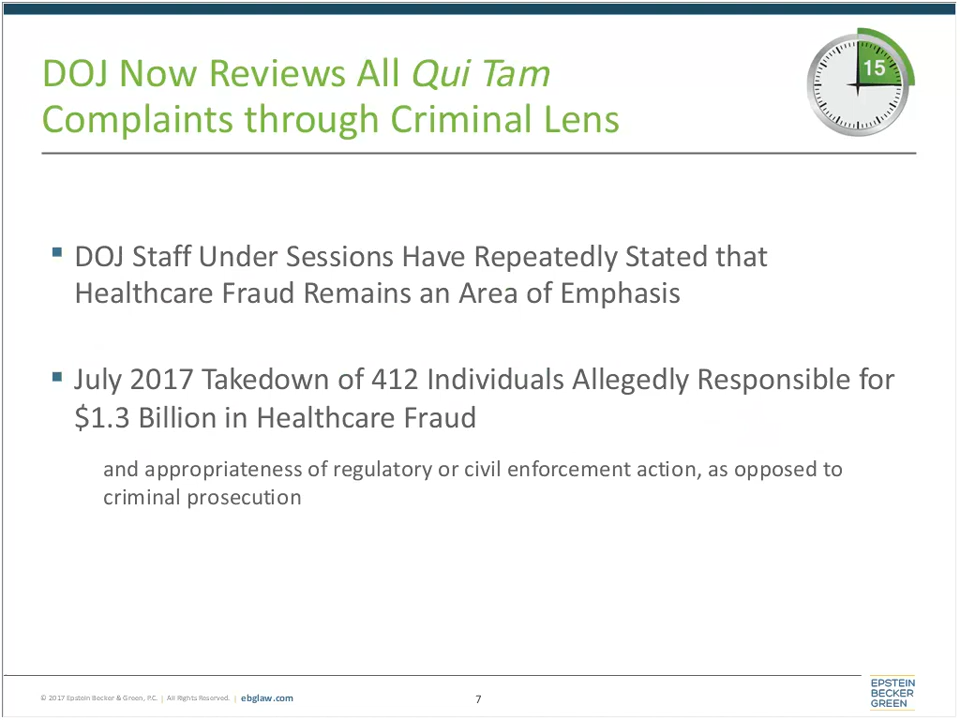 DOJ Now Reviews All Qui Tam
Complaints through Criminal Lens
15
▪ DOJ Staff Under Sessions Have Repeatedly Stated that
Healthcare Fraud Remains an Area of Emphasis
▪ July 2017 Takedown of 412 Individuals Allegedly Responsible for
$1.3 Billion in Healthcare Fraud
and appropriateness of regulatory or civil enforcement action, as opposed to
criminal prosecution
© 2017 Epstein Becker & Green, P.C. | All Rights Reserved. | ebglaw.com
7
EPSTEIN
BECKER
GREEN